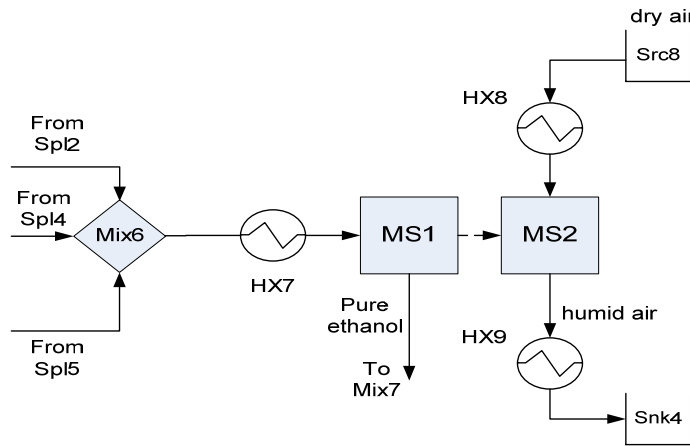 dry air
Src8
HX8
From
Spl2
From
Spl4
Mix6
HX7
MS1
MS2
Pure
ethanol
To
Mix7
humid air
HX9
From
Spl5
Snk4